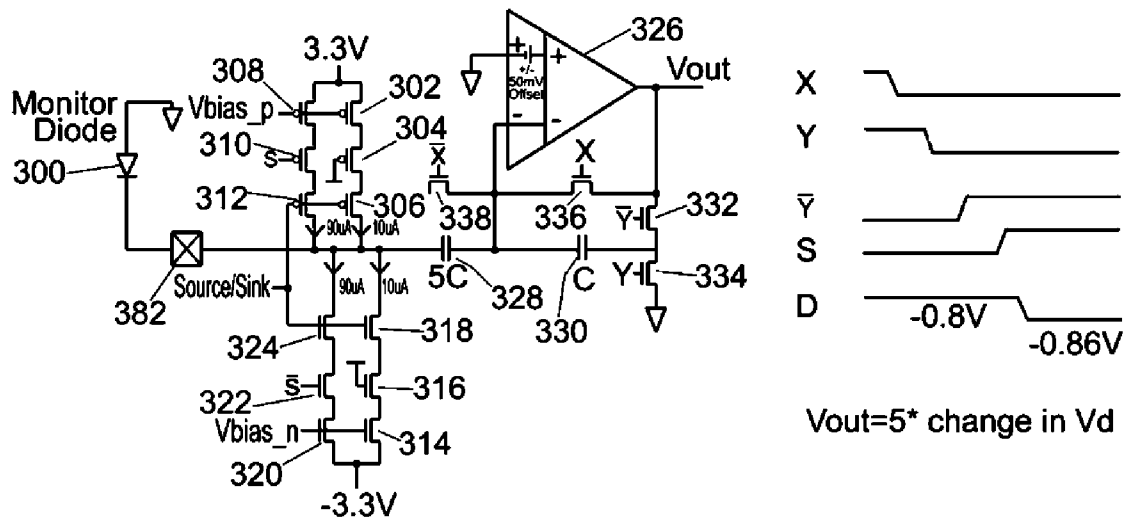 3.3V
308
302
Monitor
Diode
Vbias_p
304
310
S
300
312
306
90uA
10uA
382
Source/Sink
90uA
10uA
324
318
S̅
322
316
Vbias_n
320
314
-3.3V
326
+
+
+/-
50mV
Offset
-
-
Vout
X̅
338
X
336
Y̅
332
5C
328
C
330
Y
334
X
Y
Y̅
S
D
-0.8V
-0.86V
Vout=5* change in Vd